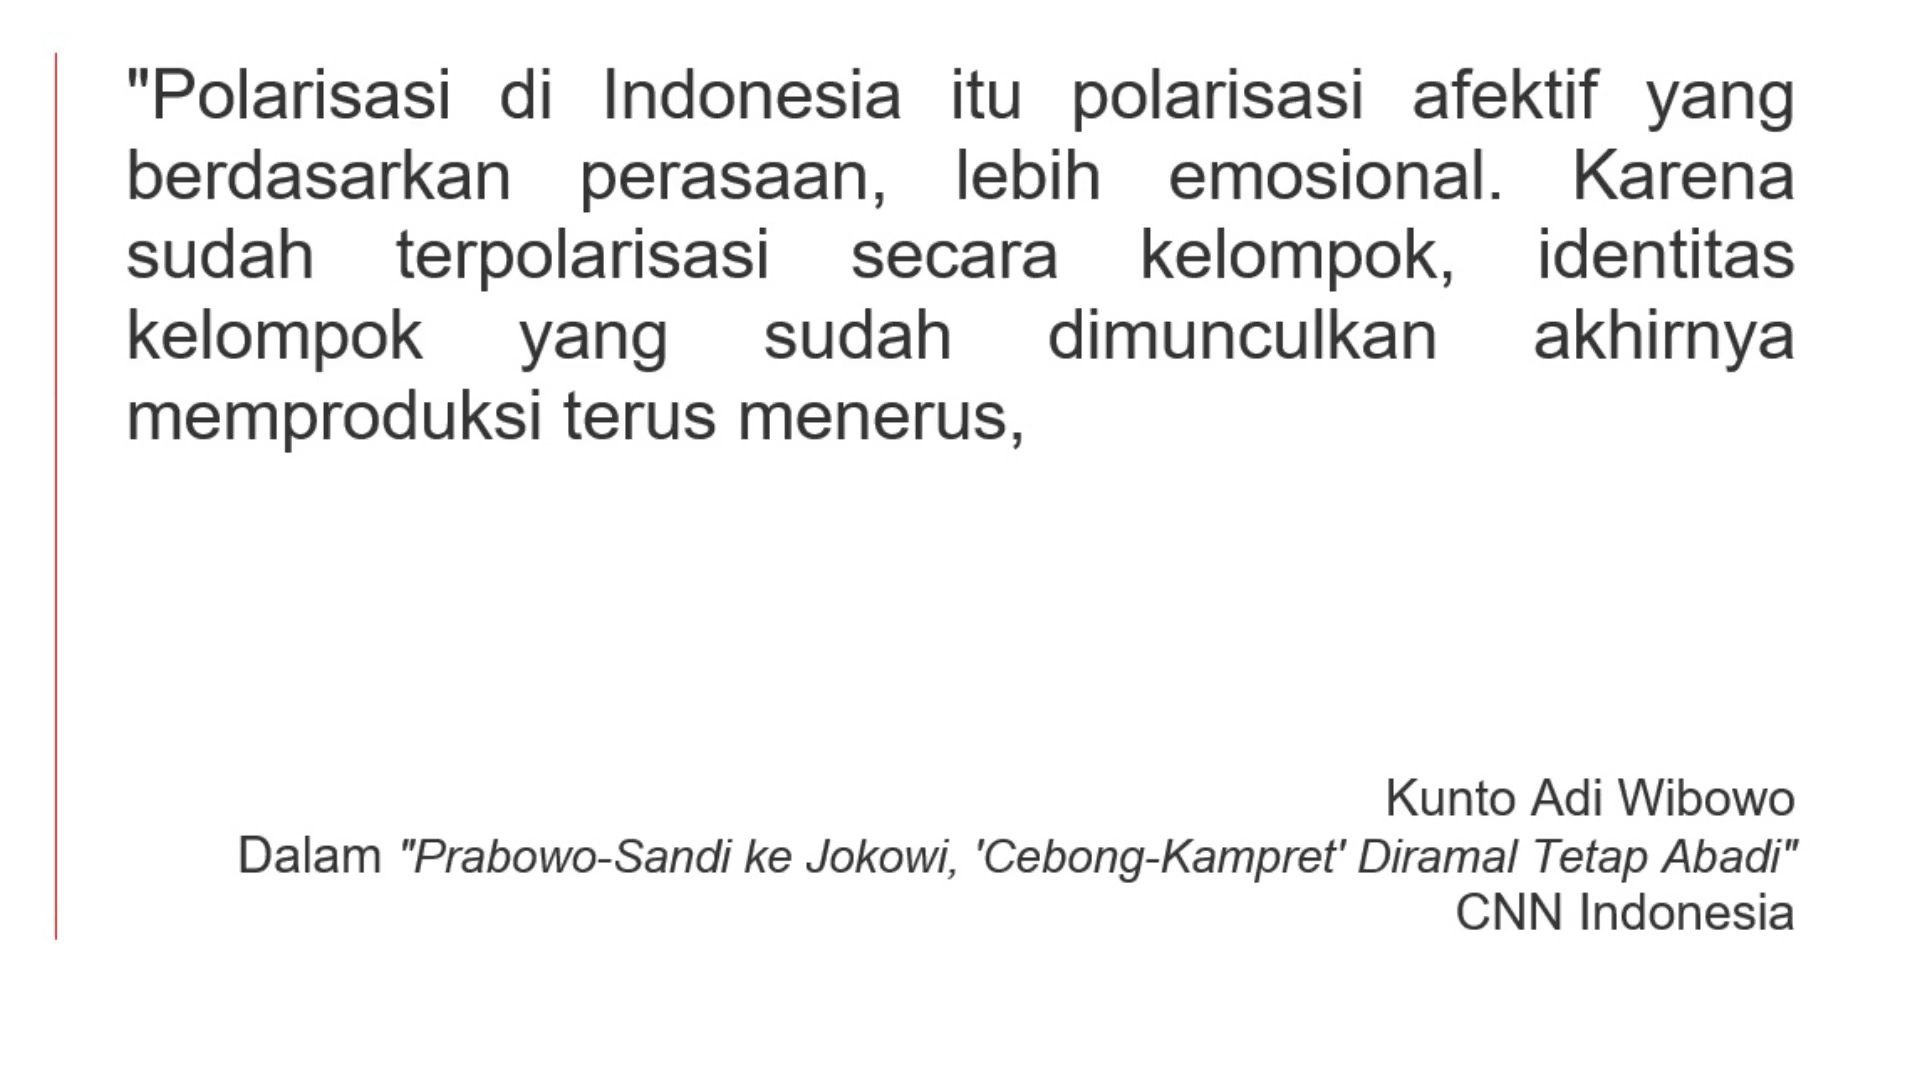 "Polarisasi di Indonesia itu polarisasi afektif yang
berdasarkan perasaan, lebih emosional. Karena
sudah terpolarisasi secara kelompok, identitas
kelompok yang sudah dimunculkan akhirnya
memproduksi terus menerus,
Kunto Adi Wibowo
Dalam "Prabowo-Sandi ke Jokowi, 'Cebong-Kampret' Diramal Tetap Abadi"
CNN Indonesia